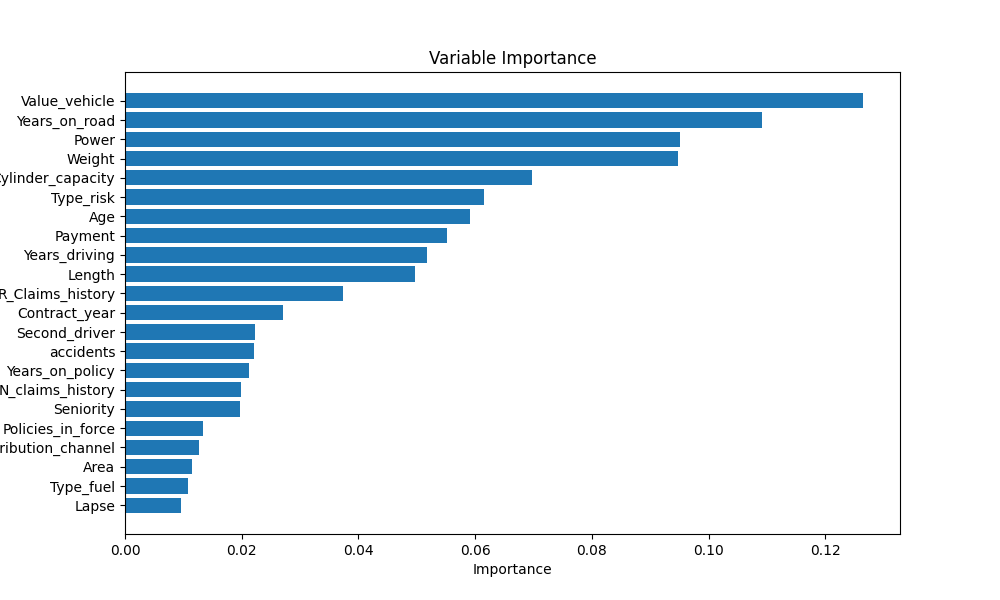 Variable Importance
Value_vehicle
Years_on_road
Power
Weight
ylinder_capacity
Type_risk
Age
Payment
Years_driving
Length
R_Claims_history
Contract_year
Second_driver
accidents
Years_on_policy
N_claims_history
Seniority
Policies_in_force
ribution_channel
Area
Type_fuel
Lapse
0.00 0.02 0.04 0.06 0.08 0.10 0.12
Importance